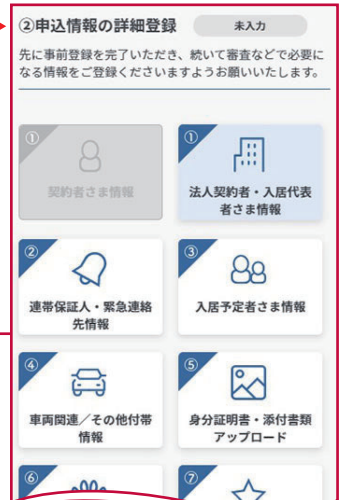 ②申込情報の詳細登録
未入力
先に事前登録を完了いただき、続いて審査などで必要に
なる情報をご登録くださいますようお願いいたします。
①
契約者さま情報
①
法人契約者・入居代表
者さま情報
②
連帯保証人・緊急連絡
先情報
③
入居予定者さま情報
④
車両関連／その他付帯
情報
⑤
身分証明書・添付書類
アップロード
⑥
⑦